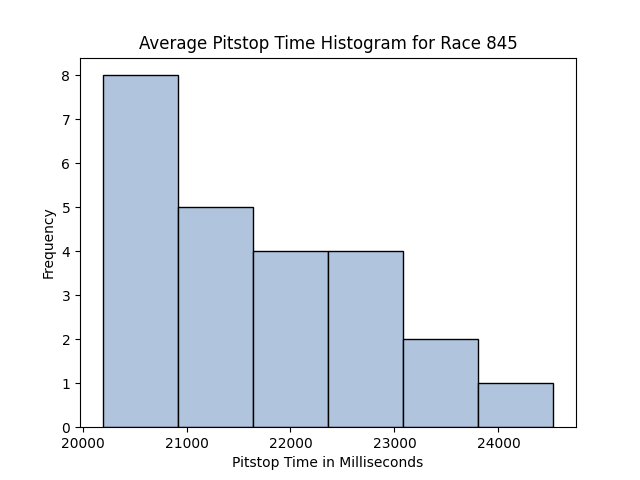 Average Pitstop Time Histogram for Race 845
8
7
6
5
4
3
2
1
0
Frequency
20000 21000 22000 23000 24000
Pitstop Time in Milliseconds